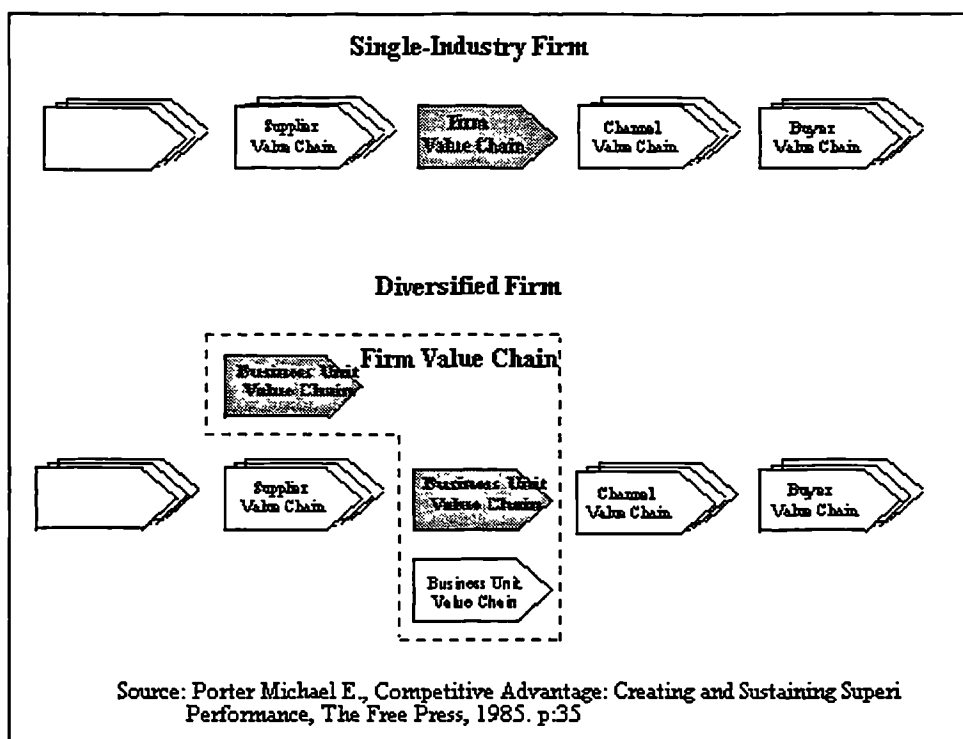 Single-Industry Firm
Supplier
Value Chain
Firm
Value Chain
Channel
Value Chain
Buyer
Value Chain
Diversified Firm
Firm Value Chain
Business Unit
Value Chain
Supplier
Value Chain
Business Unit
Value Chain
Channel
Value Chain
Buyer
Value Chain
Business Unit
Value Chain
Source: Porter Michael E., Competitive Advantage: Creating and Sustaining Superi
Performance, The Free Press, 1985. p:35